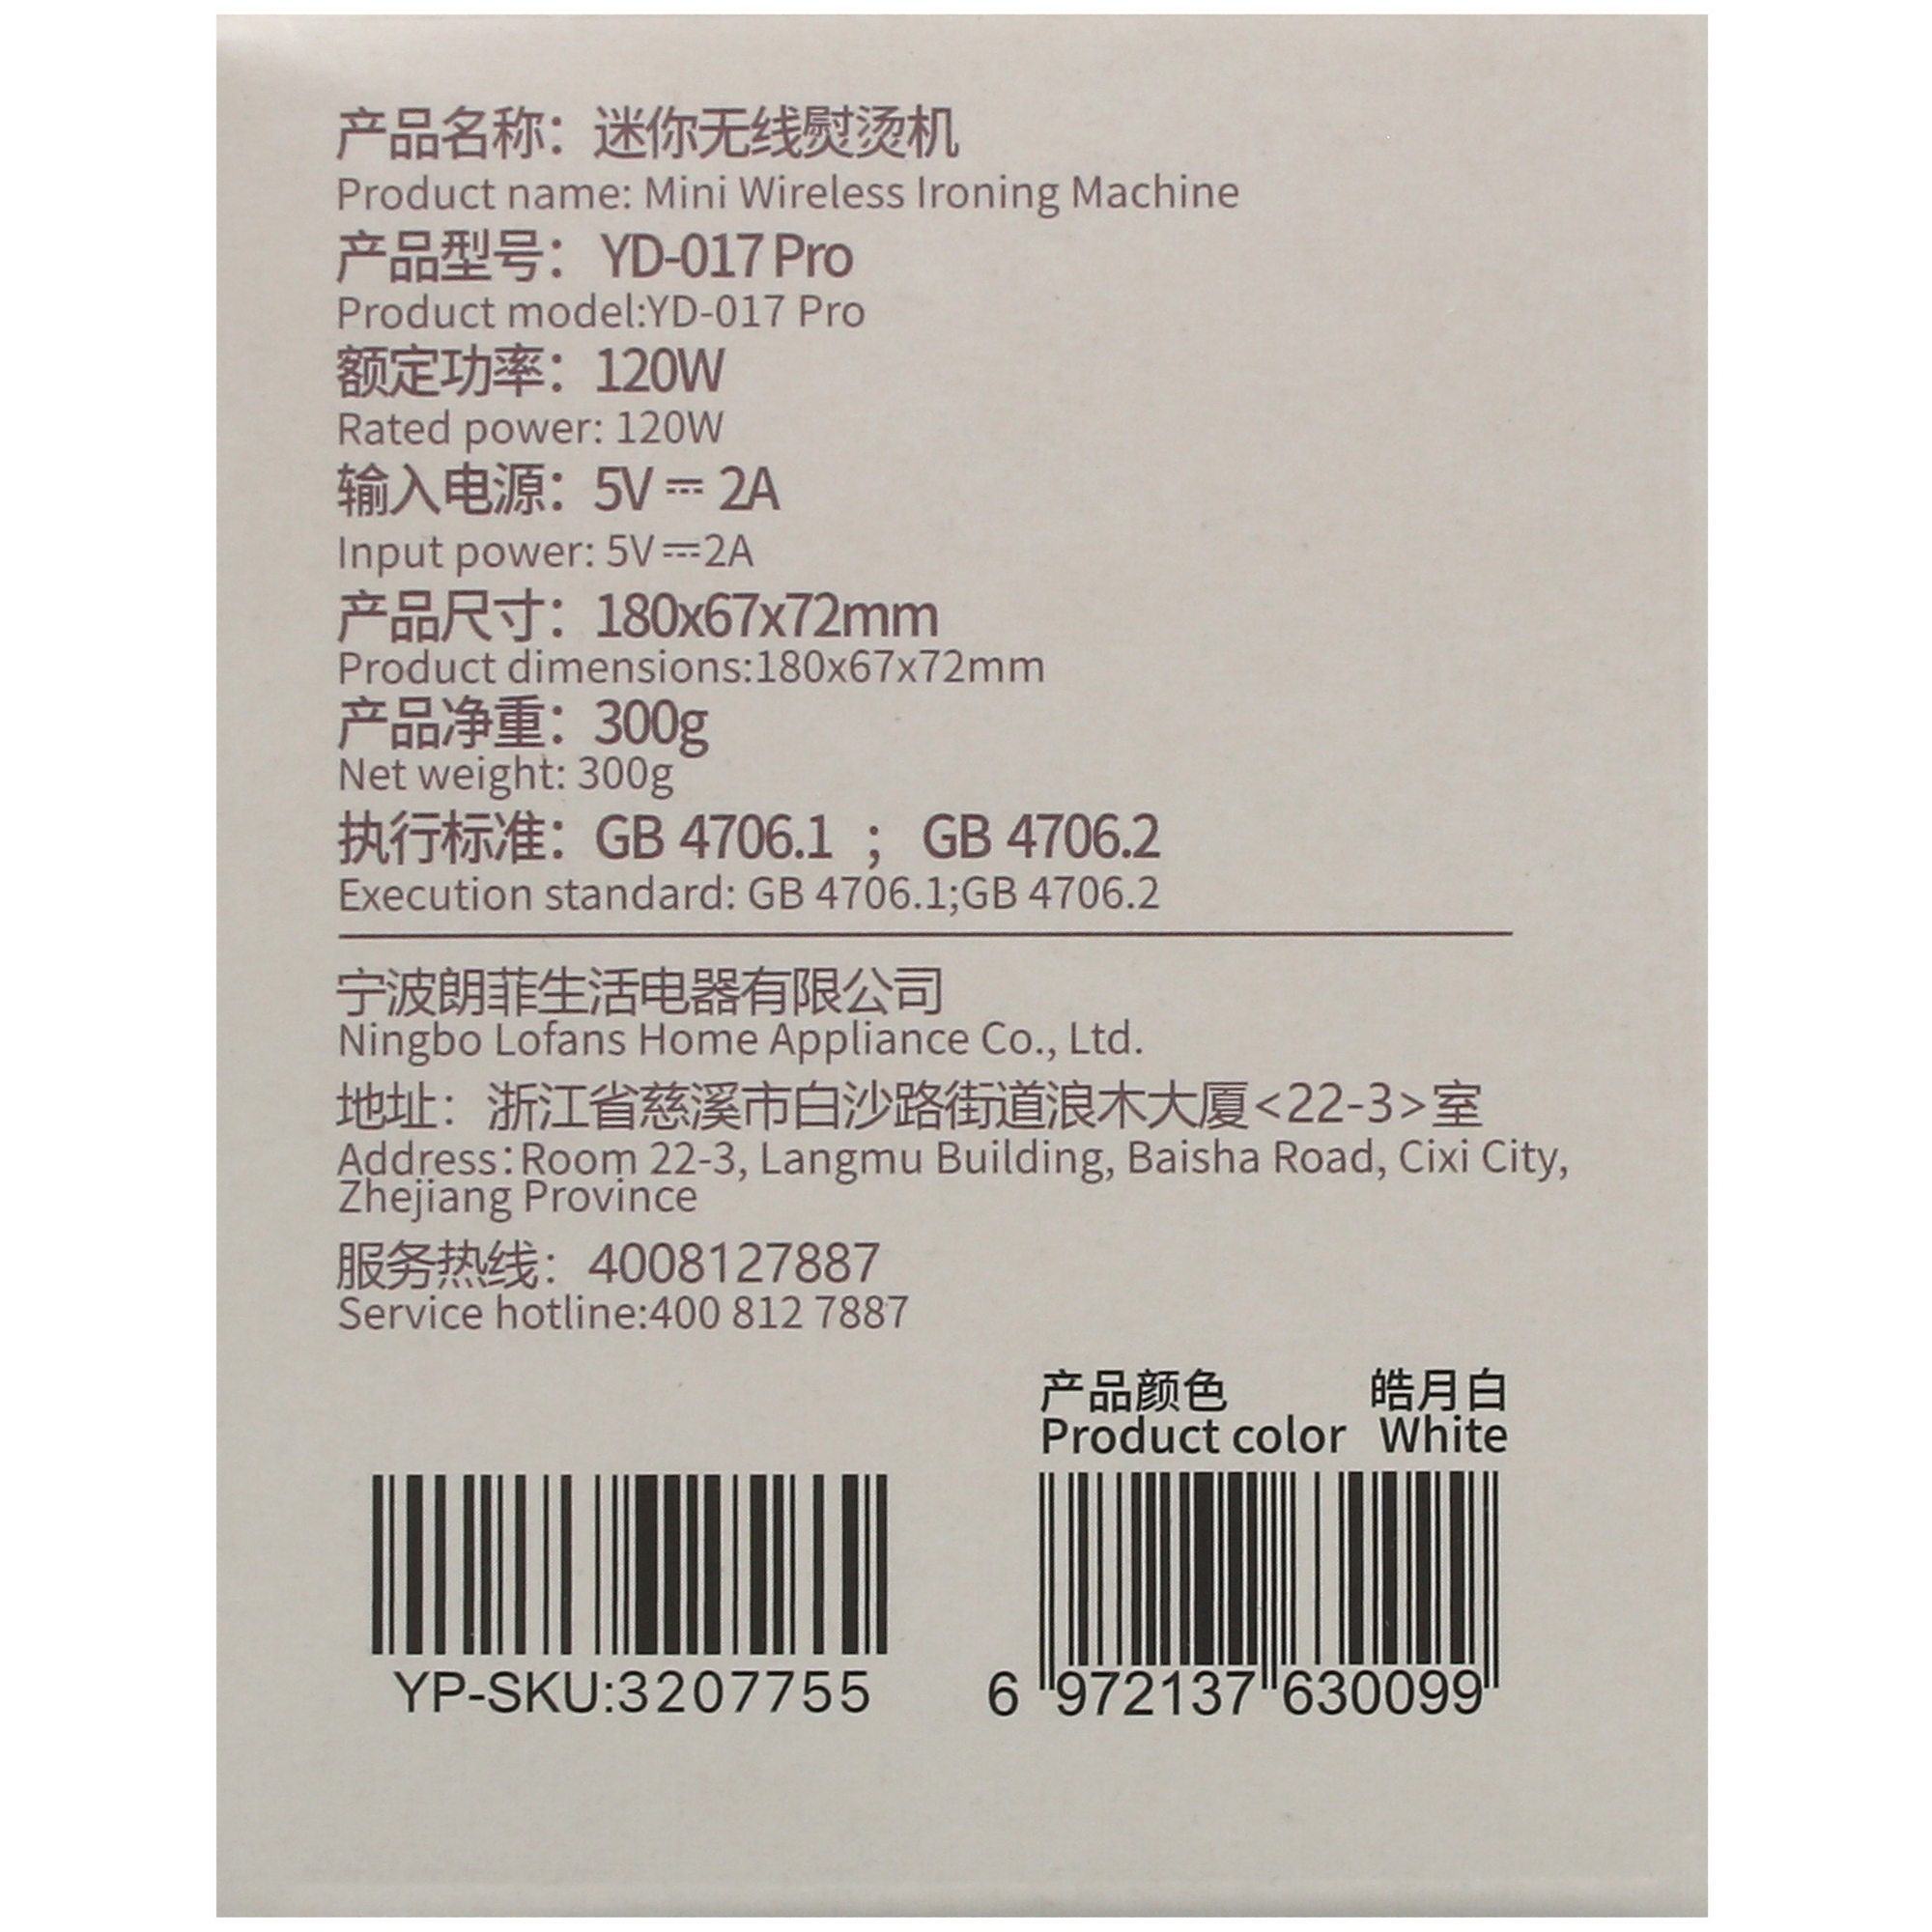 产品名称：迷你无线熨烫机
Product name: Mini Wireless Ironing Machine
产品型号： YD-017 Pro
Product model:YD-017 Pro
额定功率：120W
Rated power: 120W
输入电源：5V ⎓ 2A
Input power: 5V⎓2A
产品尺寸：180x67x72mm
Product dimensions:180x67x72mm
产品净重：300g
Net weight: 300g
执行标准：GB 4706.1 ； GB 4706.2
Execution standard: GB 4706.1;GB 4706.2
宁波朗菲生活电器有限公司
Ningbo Lofans Home Appliance Co., Ltd.
地址：浙江省慈溪市白沙路街道浪木大厦<22-3>室
Address：Room 22-3, Langmu Building, Baisha Road, Cixi City,
Zhejiang Province
服务热线：4008127887
Service hotline:400 812 7887
产品颜色 皓月白
Product color White
YP-SKU:3207755
6 972137 630099